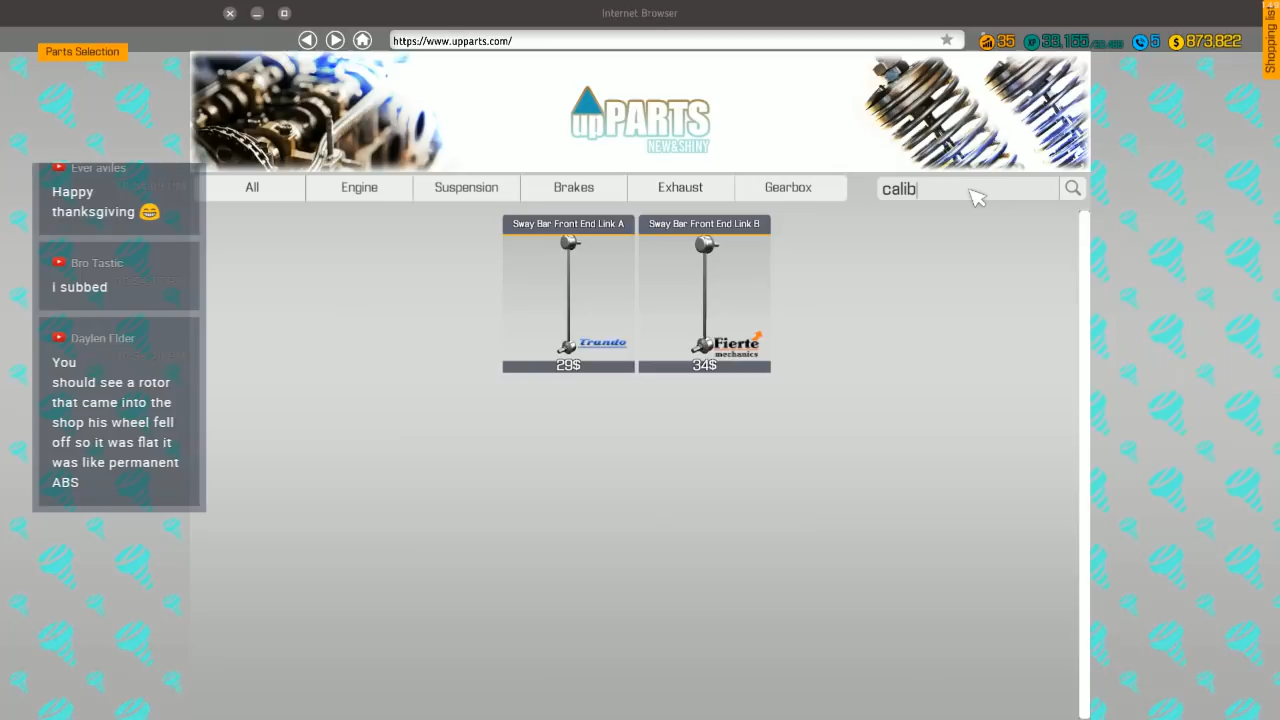 Internet Browser
https://www.upparts.com/
35
5
$ 873,822
Shopping list
Parts Selection
upPARTS
NEW&SHINY
All
Engine
Suspension
Brakes
Exhaust
Gearbox
calib
Sway Bar Front End Link A
Trundo
29$
Sway Bar Front End Link B
Fierte
mechanics
34$
Ever aviles
Happy
thanksgiving
Bro Tastic
I subbed
Daylen Elder
You
should see a rotor
that came into the
shop his wheel fell
off so it was flat it
was like permanent
ABS